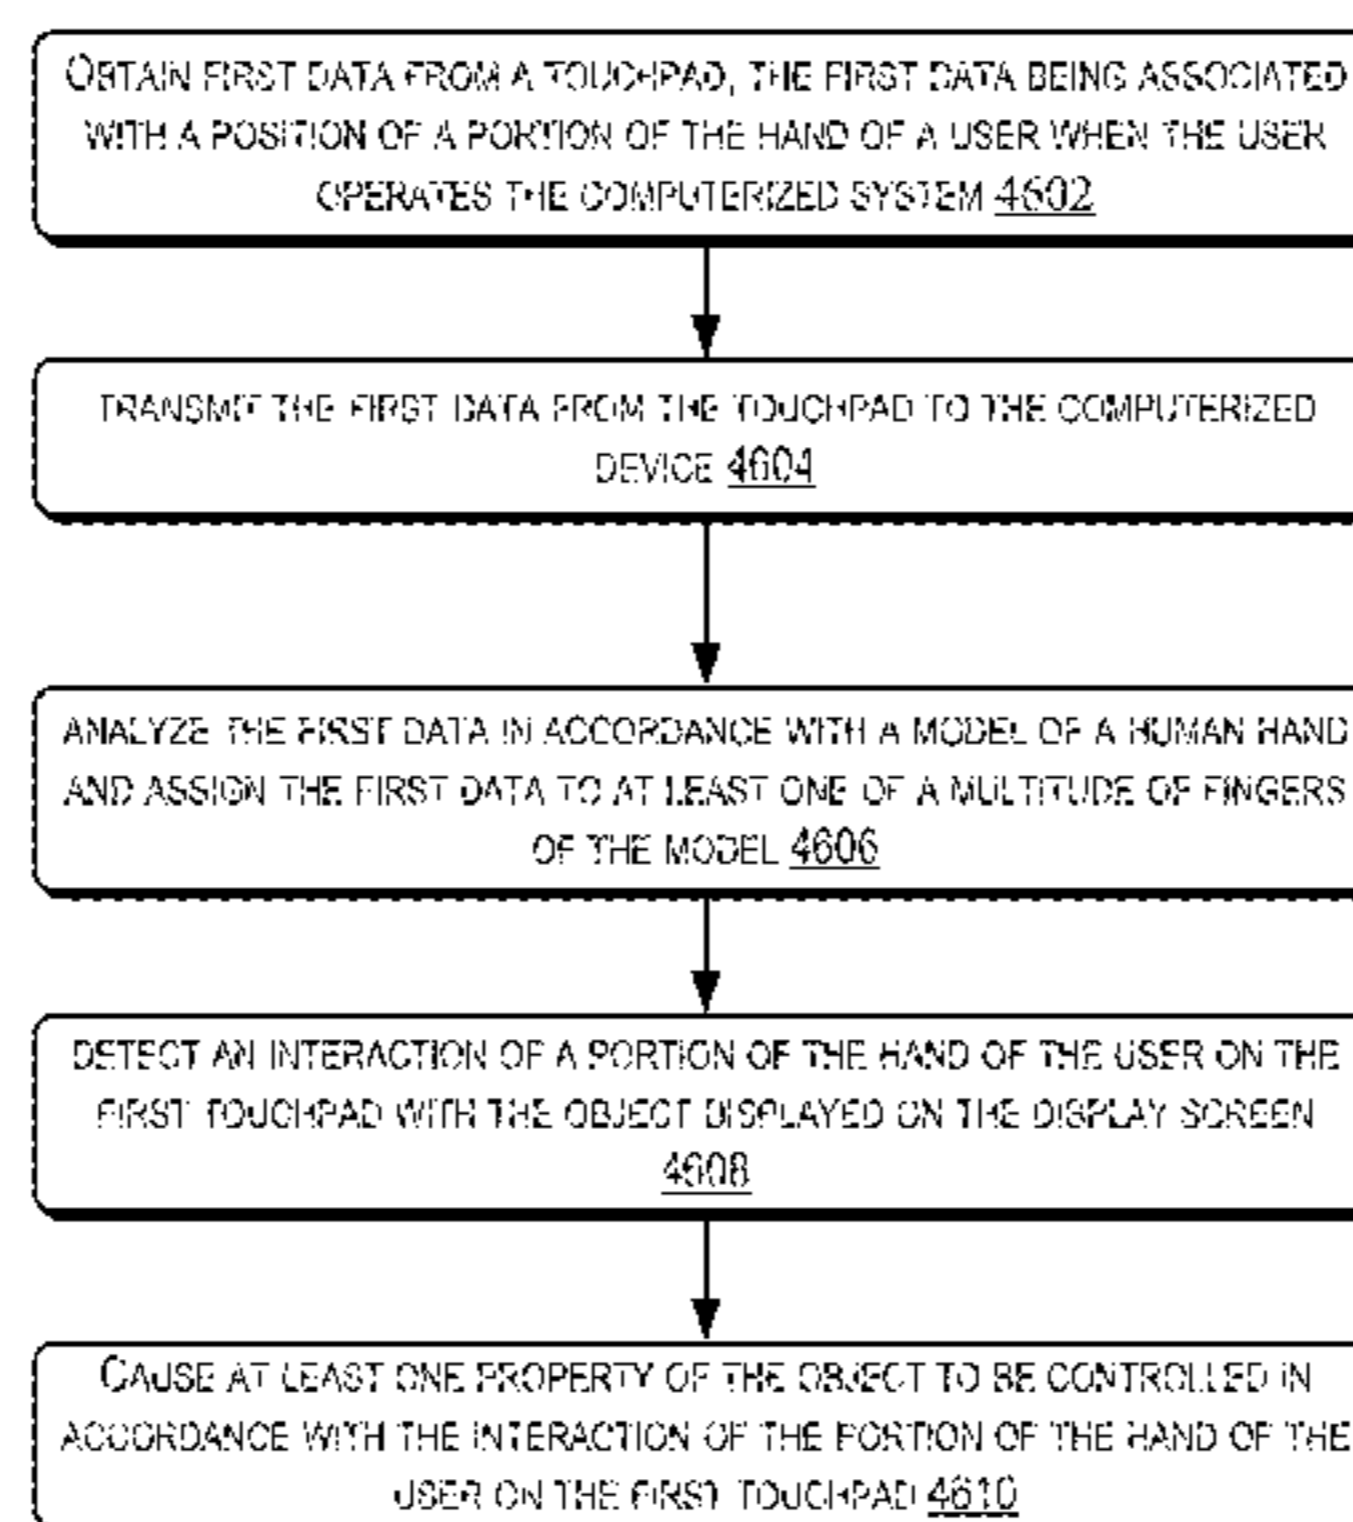 OBTAIN FIRST DATA FROM A TOUCHPAD, THE FIRST DATA BEING ASSOCIATED
WITH A POSITION OF A PORTION OF THE HAND OF A USER WHEN THE USER
OPERATES THE COMPUTERIZED SYSTEM 4602
TRANSMIT THE FIRST DATA FROM THE TOUCHPAD TO THE COMPUTERIZED
DEVICE 4604
ANALYZE THE FIRST DATA IN ACCORDANCE WITH A MODEL OF A HUMAN HAND
AND ASSIGN THE FIRST DATA TO AT LEAST ONE OF A MULTITUDE OF FINGERS
OF THE MODEL 4606
DETECT AN INTERACTION OF A PORTION OF THE HAND OF THE USER ON THE
FIRST TOUCHPAD WITH THE OBJECT DISPLAYED ON THE DISPLAY SCREEN
4608
CAUSE AT LEAST ONE PROPERTY OF THE OBJECT TO BE CONTROLLED IN
ACCORDANCE WITH THE INTERACTION OF THE PORTION OF THE HAND OF THE
USER ON THE FIRST TOUCHPAD 4610